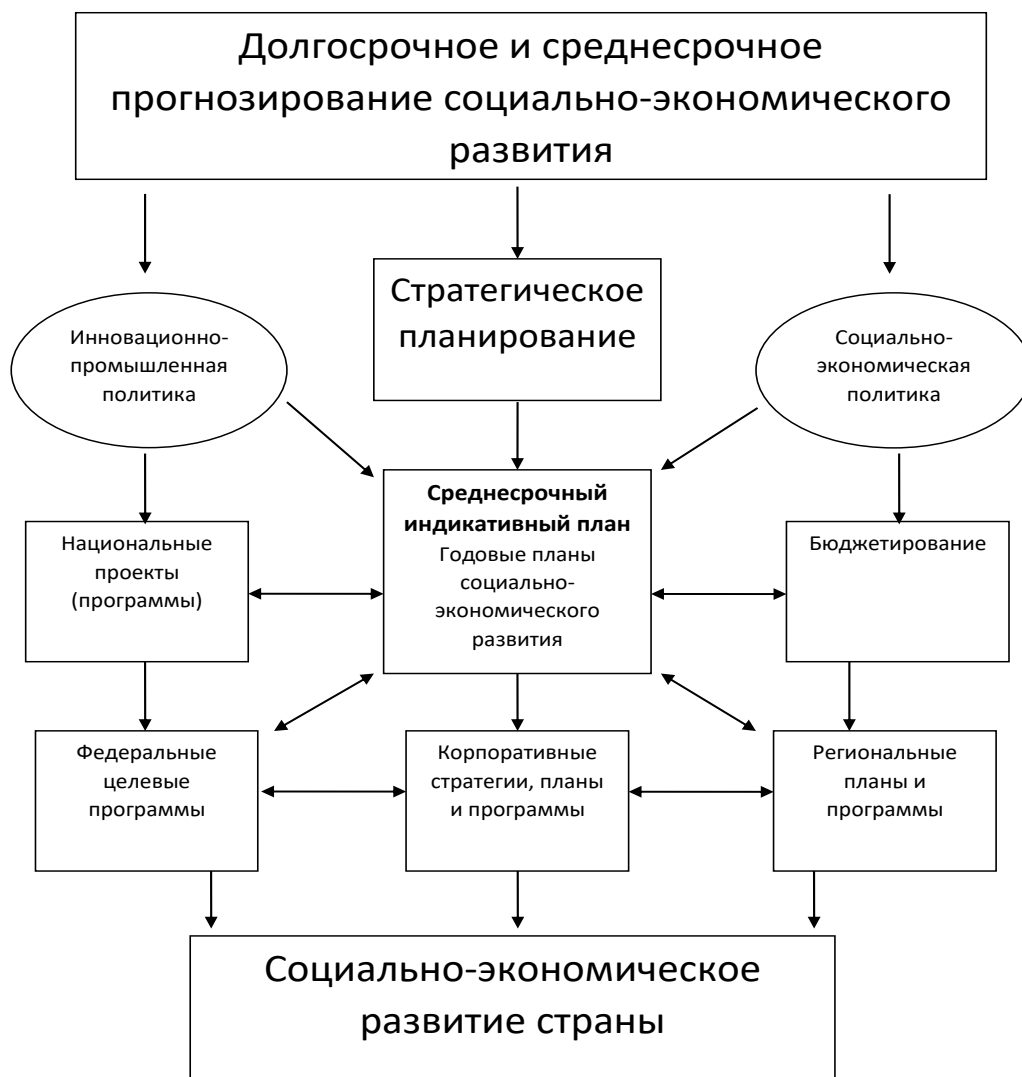 Долгосрочное и среднесрочное
прогнозирование социально-экономического
развития
Стратегическое
планирование
Инновационно-
промышленная
политика
Социально-
экономическая
политика
Среднесрочный
индикативный план
Годовые планы
социально-
экономического
развития
Национальные
проекты
(программы)
Бюджетирование
Федеральные
целевые
программы
Корпоративные
стратегии, планы
и программы
Региональные
планы и
программы
Социально-экономическое
развитие страны